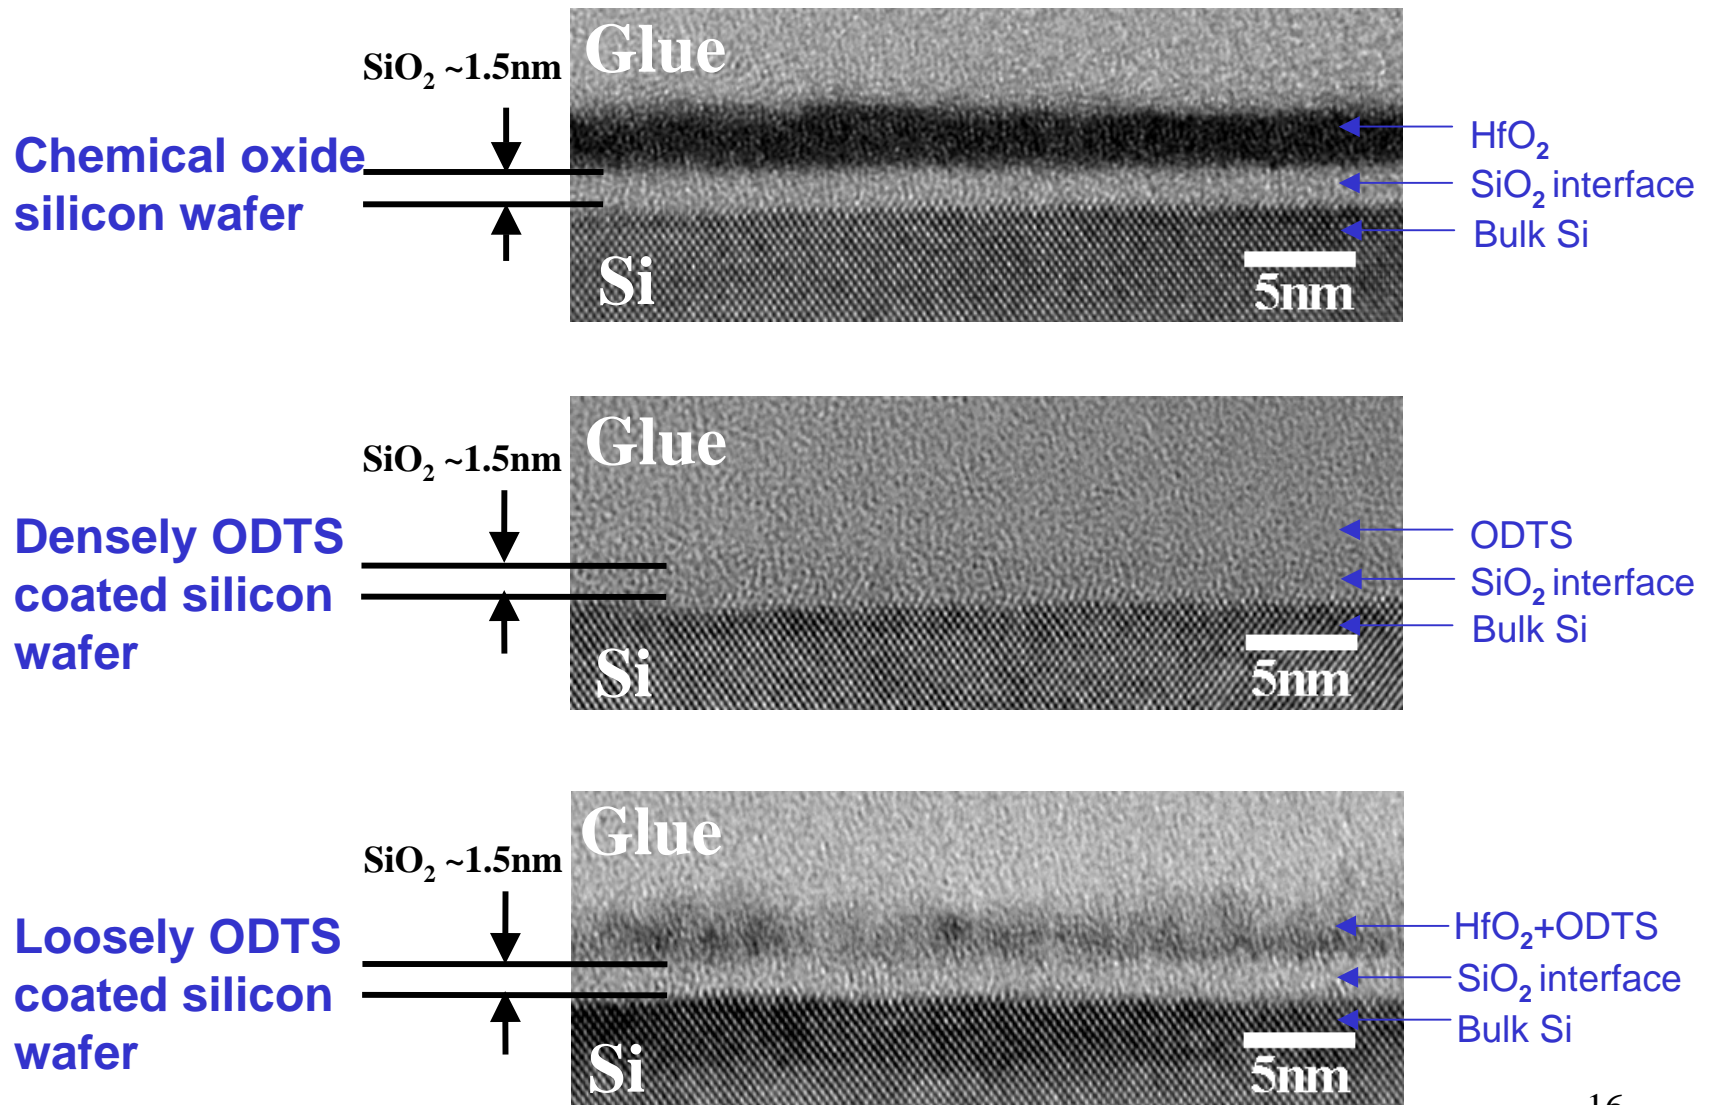 Glue
SiO₂ ~1.5nm
Chemical oxide
silicon wafer
HfO₂
SiO₂ interface
Bulk Si
Si
5nm
Glue
SiO₂ ~1.5nm
Densely ODTS
coated silicon
wafer
ODTS
SiO₂ interface
Bulk Si
Si
5nm
Glue
SiO₂ ~1.5nm
Loosely ODTS
coated silicon
wafer
HfO₂+ODTS
SiO₂ interface
Bulk Si
Si
5nm
16